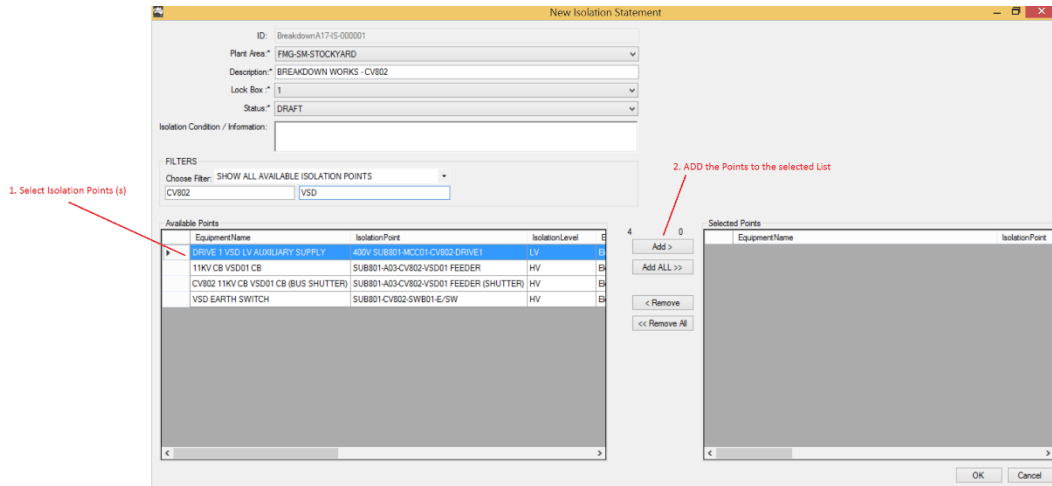 New Isolation Statement
ID: BreakdownA17-IS-000001
Plant Area:* FMG-SM-STOCKYARD
Description:* BREAKDOWN WORKS - CV802
Lock Box :* 1
Status:* DRAFT
Isolation Condition / Information:
FILTERS
Choose Filter: SHOW ALL AVAILABLE ISOLATION POINTS
CV802 VSD
2. ADD the Points to the selected List
1. Select Isolation Points (s)
Available Points 4 0 Selected Points
EquipmentName IsolationPoint IsolationLevel E EquipmentName IsolationPoint
DRIVE 1 VSD LV AUXILIARY SUPPLY 400V SUB801-MCC01-CV802-DRIVE1 LV Ele Add >
11KV CB VSD01 CB SUB801-A03-CV802-VSD01 FEEDER HV Ele Add ALL >>
CV802 11KV CB VSD01 CB (BUS SHUTTER) SUB801-A03-CV802-VSD01 FEEDER (SHUTTER) HV Ele
VSD EARTH SWITCH SUB801-CV802-SWB01-E/SW HV Ele < Remove
<< Remove All
OK Cancel